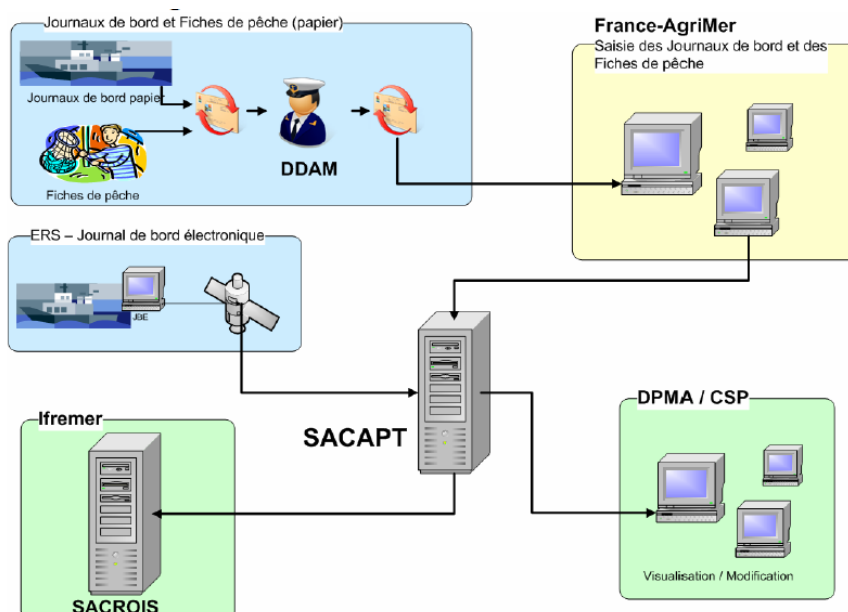 Journaux de bord et Fiches de pêche (papier)
Journaux de bord papier
Fiches de pêche
DDAM
France-AgriMer
Saisie des Journaux de bord et des
Fiches de pêche
ERS – Journal de bord électronique
JBE
SACAPT
Ifremer
SACROIS
DPMA / CSP
Visualisation / Modification